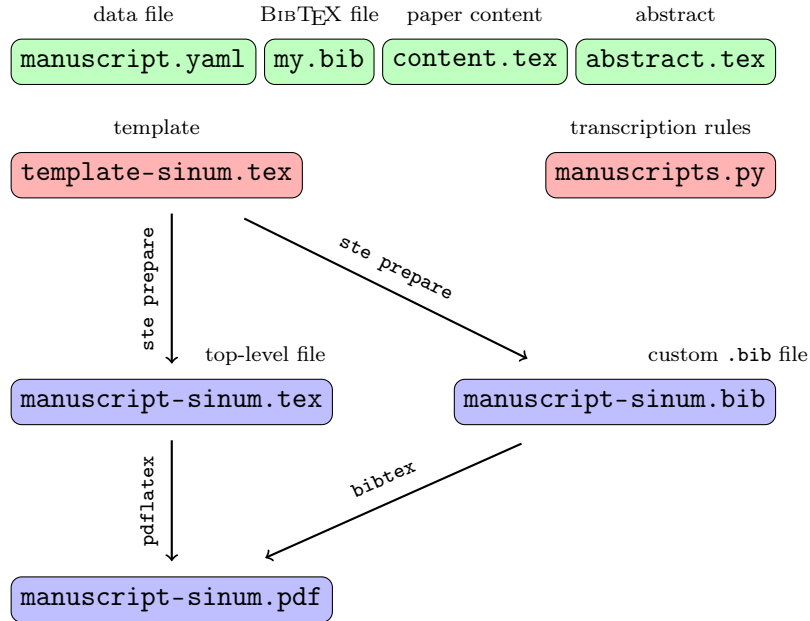 data file BIBTEX file paper content abstract
manuscript.yaml my.bib content.tex abstract.tex
template transcription rules
template-sinum.tex manuscripts.py
ste prepare ste prepare
top-level file custom .bib file
manuscript-sinum.tex manuscript-sinum.bib
pdflatex bibtex
manuscript-sinum.pdf